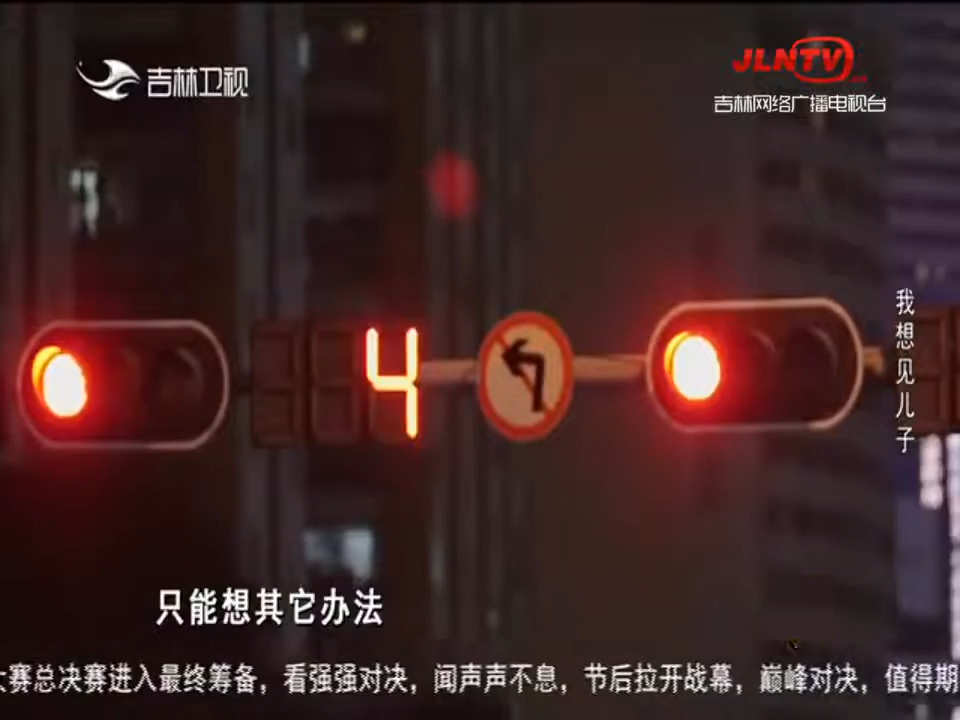 吉林卫视
JLNTV
吉林网络广播电视台
4
我想见儿子
只能想其它办法
大赛总决赛进入最终筹备，看强强对决，闻声声不息，节后拉开战幕，巅峰对决，值得期